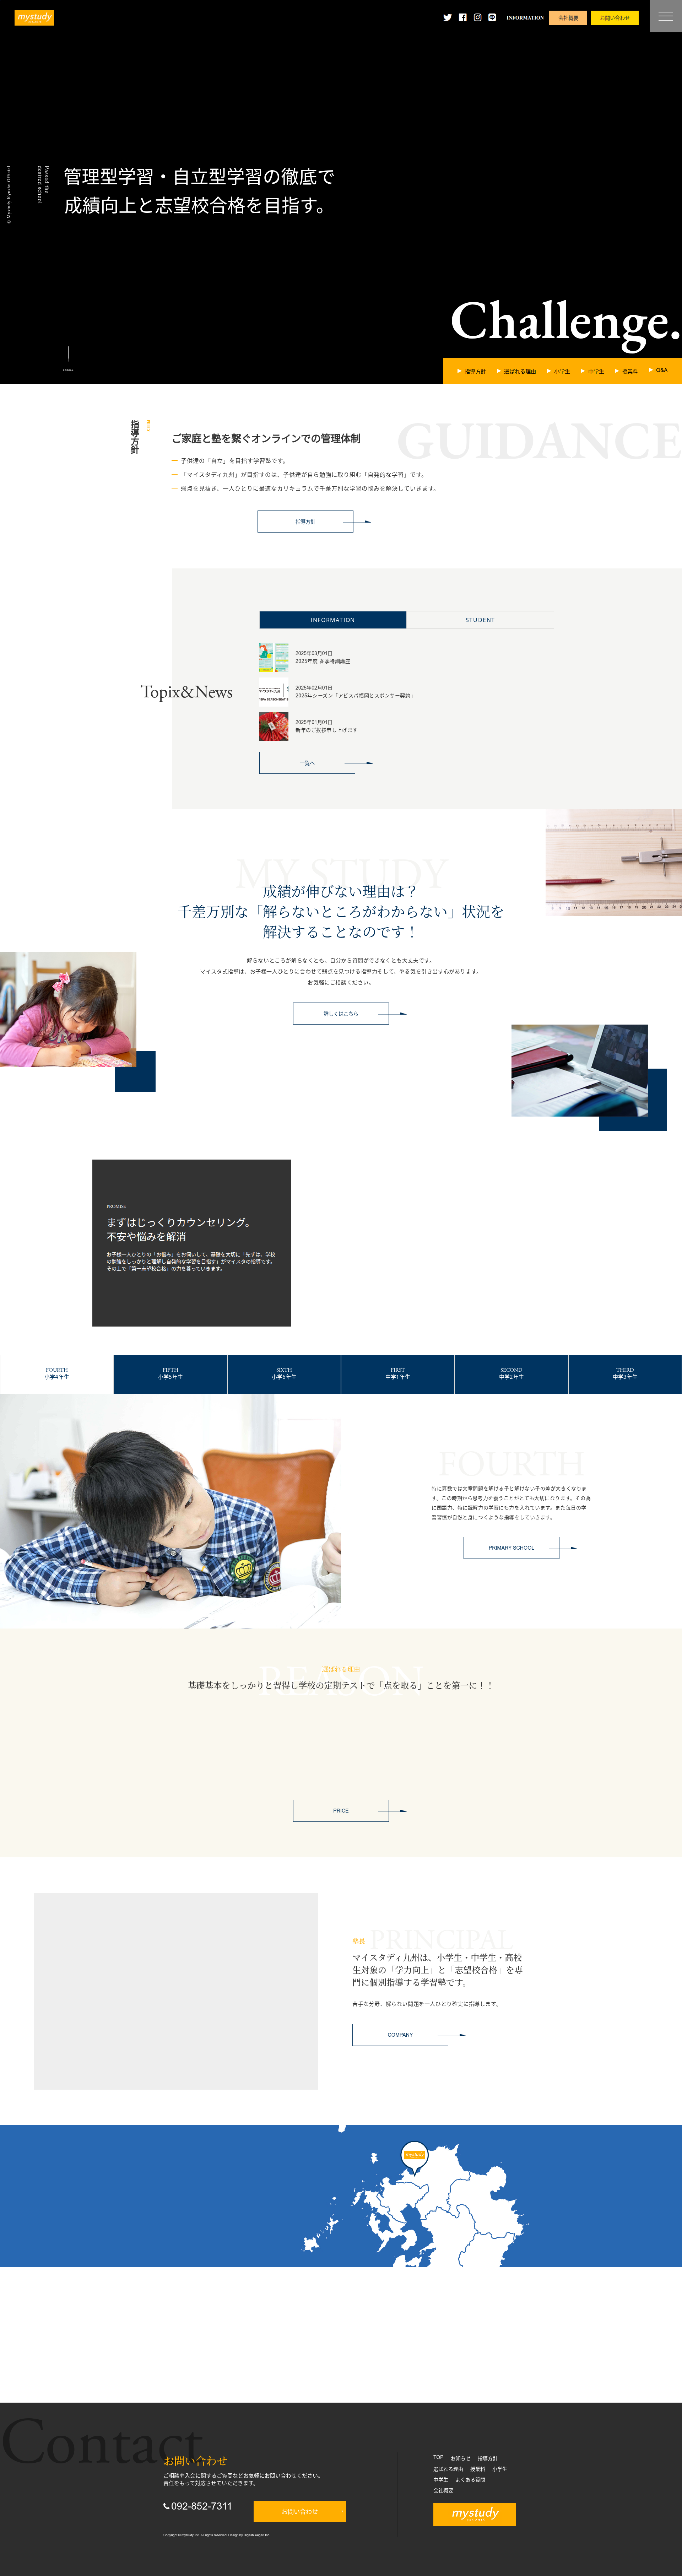 mystudy
INFORMATION
会社概要
お問い合わせ
© Mystudy Kyushu Official
Passed the
desired school
管理型学習・自立型学習の徹底で
成績向上と志望校合格を目指す。
Challenge.
指導方針
選ばれる理由
小学生
中学生
授業料
Q&A
GUIDANCE
指導方針
ご家庭と塾を繋ぐオンラインでの管理体制
子供達の「自立」を目指す学習塾です。
「マイスタディ九州」が目指すのは、子供達が自ら勉強に取り組む「自発的な学習」です。
弱点を見抜き、一人ひとりに最適なカリキュラムで千差万別な学習の悩みを解決していきます。
指導方針
INFORMATION
STUDENT
Topix&News
2025年03月01日
2025年度 春季特訓講座
2025年02月01日
2025年シーズン「アビスパ福岡とスポンサー契約」
2025年01月01日
新年のご挨拶申し上げます
一覧へ
MY STUDY
成績が伸びない理由は？
千差万別な「解らないところがわからない」状況を
解決することなのです！
解らないところが解らなくとも、自分から質問ができなくとも大丈夫です。
マイスタ式指導は、お子様一人ひとりに合わせて弱点を見つける指導力そして、やる気を引き出す心があります。
お気軽にご相談ください。
詳しくはこちら
PROMISE
まずはじっくりカウンセリング。
不安や悩みを解消
お子様一人ひとりの「お悩み」をお伺いして、基礎を大切に「先ずは、学校
の勉強をしっかりと理解し自発的な学習を目指す」がマイスタの指導です。
その上で「第一志望校合格」の力を養っていきます。
FOURTH
小学4年生
FIFTH
小学5年生
SIXTH
小学6年生
FIRST
中学1年生
SECOND
中学2年生
THIRD
中学3年生
FOURTH
特に算数では文章問題を解ける子と解けない子の差が大きくなりま
す。この時期から思考力を養うことがとても大切になります。その為
に国語力、特に読解力の学習にも力を入れています。また毎日の学
習習慣が自然と身につくような指導をしていきます。
PRIMARY SCHOOL
REASON
選ばれる理由
基礎基本をしっかりと習得し学校の定期テストで「点を取る」ことを第一に！！
PRICE
PRINCIPAL
塾長
マイスタディ九州は、小学生・中学生・高校
生対象の「学力向上」と「志望校合格」を専
門に個別指導する学習塾です。
苦手な分野、解らない問題を一人ひとり確実に指導します。
COMPANY
mystudy
Contact
お問い合わせ
ご相談や入会に関するご質問などお気軽にお問い合わせください。
責任をもって対応させていただきます。
092-852-7311
お問い合わせ
TOP
お知らせ
指導方針
選ばれる理由
授業料
小学生
中学生
よくある質問
会社概要
mystudy